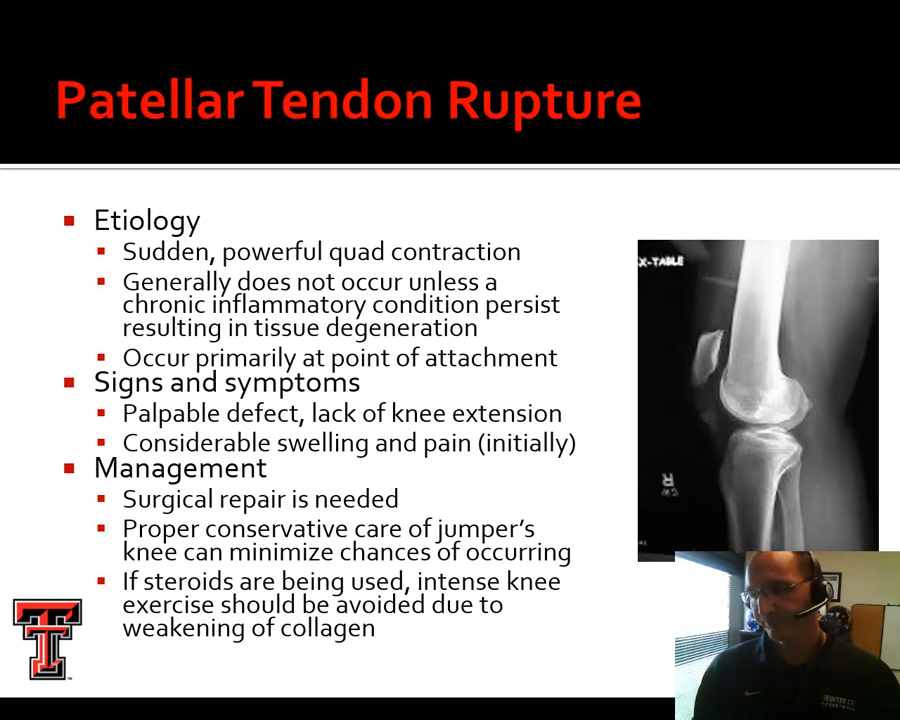 Patellar Tendon Rupture
Etiology
Sudden, powerful quad contraction
Generally does not occur unless a
chronic inflammatory condition persist
resulting in tissue degeneration
Occur primarily at point of attachment
Signs and symptoms
Palpable defect, lack of knee extension
Considerable swelling and pain (initially)
Management
Surgical repair is needed
Proper conservative care of jumper's
knee can minimize chances of occurring
If steroids are being used, intense knee
exercise should be avoided due to
weakening of collagen
X-TABLE
R